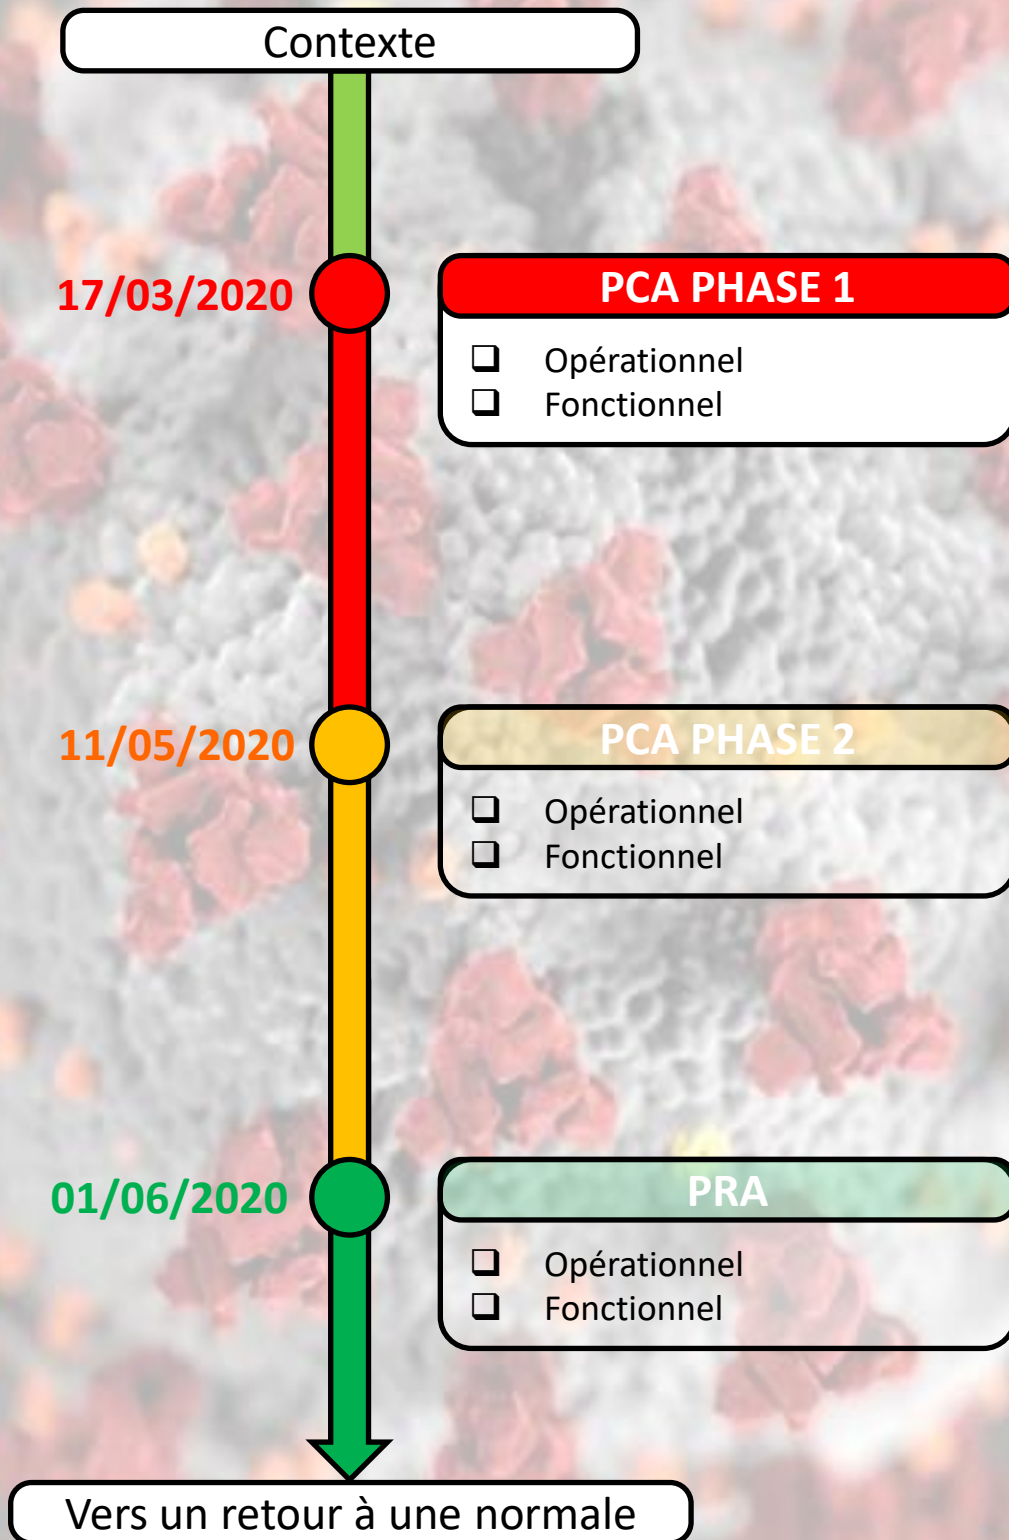 Contexte
17/03/2020
PCA PHASE 1
❑ Opérationnel
❑ Fonctionnel
11/05/2020
PCA PHASE 2
❑ Opérationnel
❑ Fonctionnel
01/06/2020
PRA
❑ Opérationnel
❑ Fonctionnel
Vers un retour à une normale